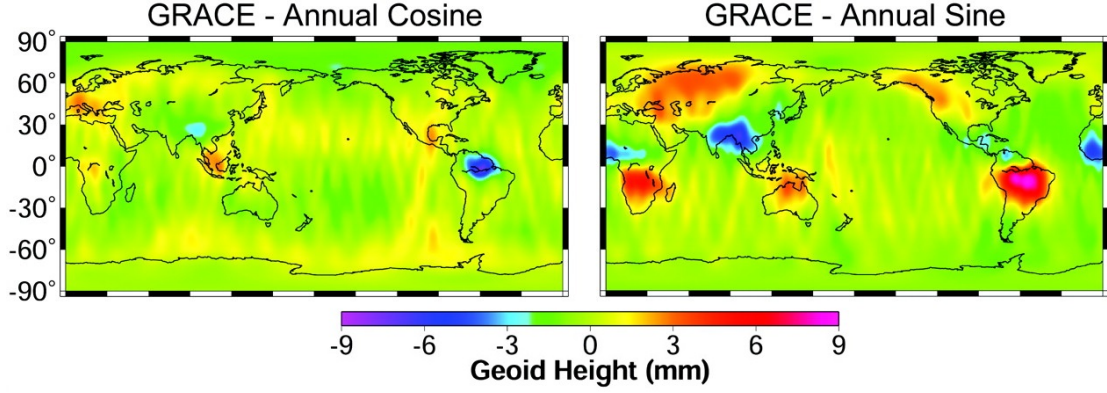 GRACE - Annual Cosine
GRACE - Annual Sine
90°
60°
30°
0°
-30°
-60°
-90°
-9 -6 -3 0 3 6 9
Geoid Height (mm)